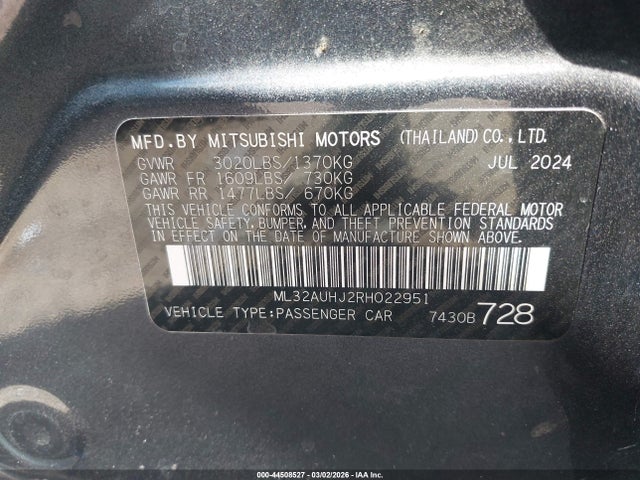 MFD.BY MITSUBISHI MOTORS (THAILAND) CO.,LTD.
GVWR 3020LBS/1370KG JUL 2024
GAWR FR 1609LBS/ 730KG
GAWR RR 1477LBS/ 670KG
THIS VEHICLE CONFORMS TO ALL APPLICABLE FEDERAL MOTOR
VEHICLE SAFETY, BUMPER, AND THEFT PREVENTION STANDARDS
IN EFFECT ON THE DATE OF MANUFACTURE SHOWN ABOVE.
ML32AUHJ2RH022951
VEHICLE TYPE:PASSENGER CAR 7430B 728
000-44508527 - 03/02/2026 - IAA Inc.